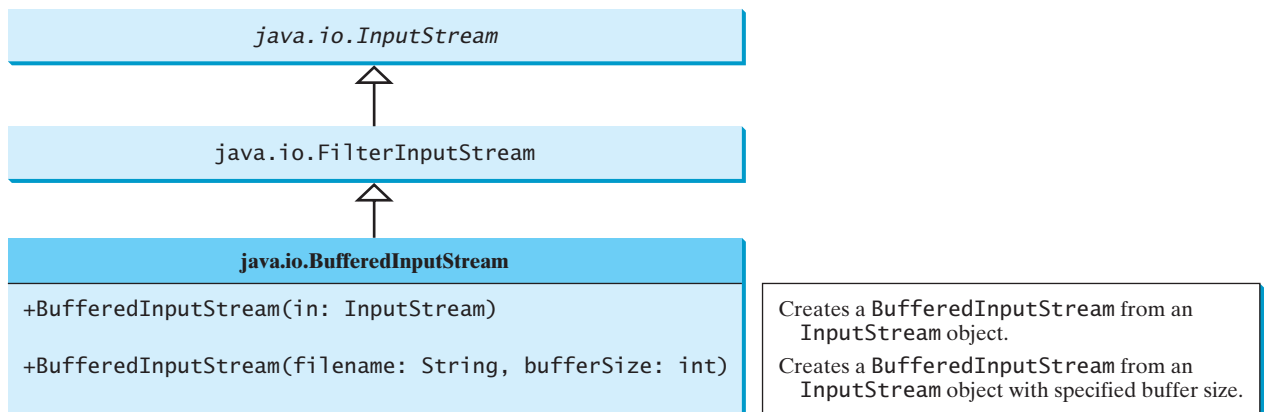 java.io.InputStream
java.io.FilterInputStream
java.io.BufferedInputStream
+BufferedInputStream(in: InputStream)
+BufferedInputStream(filename: String, bufferSize: int)
Creates a BufferedInputStream from an
InputStream object.
Creates a BufferedInputStream from an
InputStream object with specified buffer size.